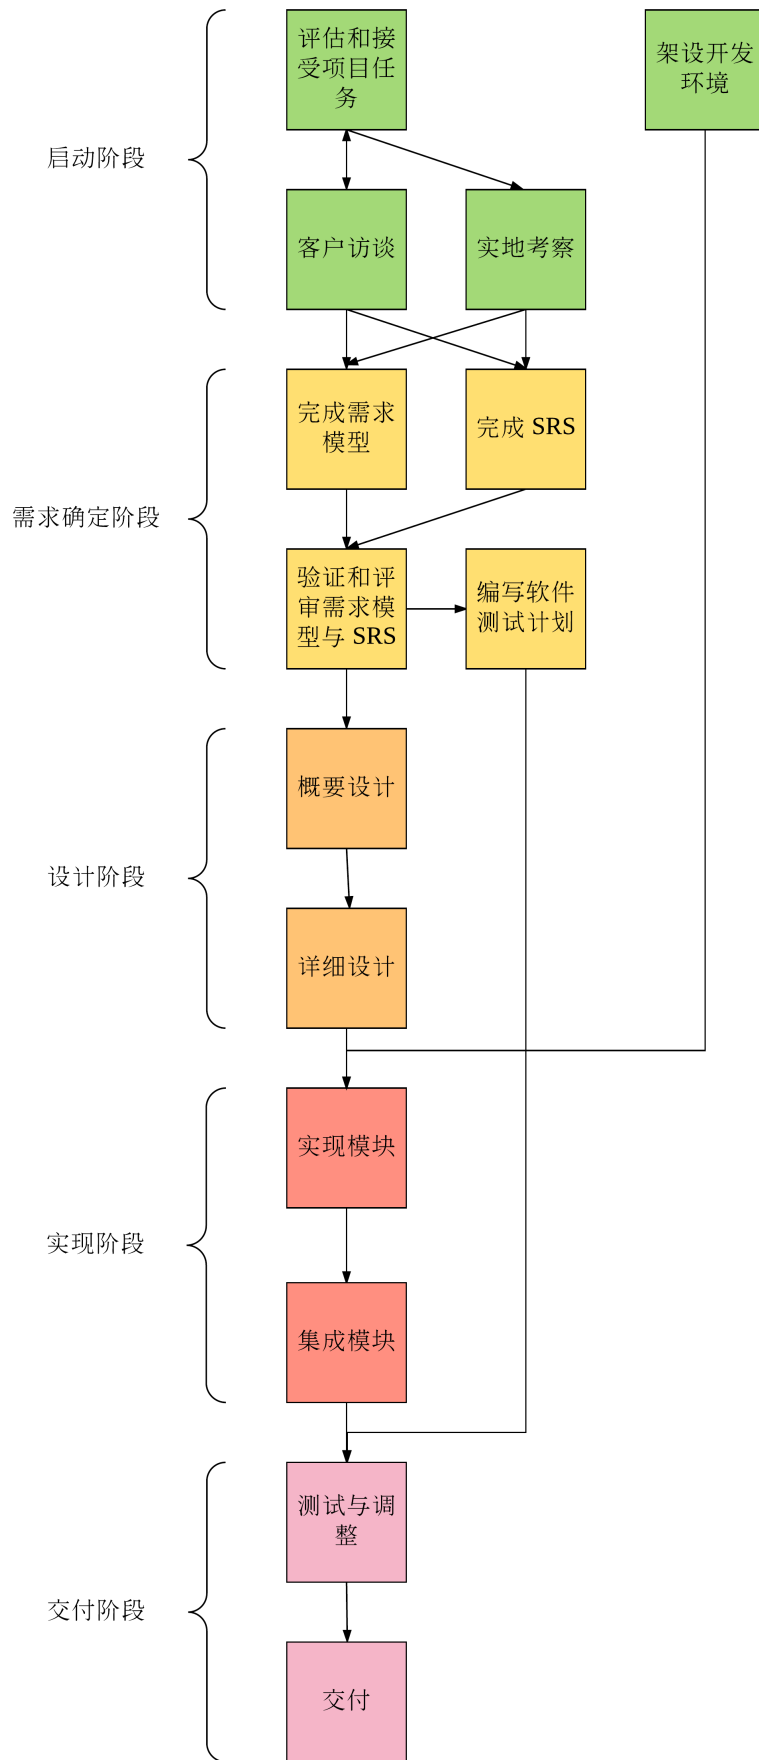 评估和接
受项目任
务
架设开发
环境
启动阶段
客户访谈
实地考察
完成需求
模型
完成 SRS
需求确定阶段
验证和评
审需求模
型与 SRS
编写软件
测试计划
概要设计
设计阶段
详细设计
实现模块
实现阶段
集成模块
测试与调
整
交付阶段
交付